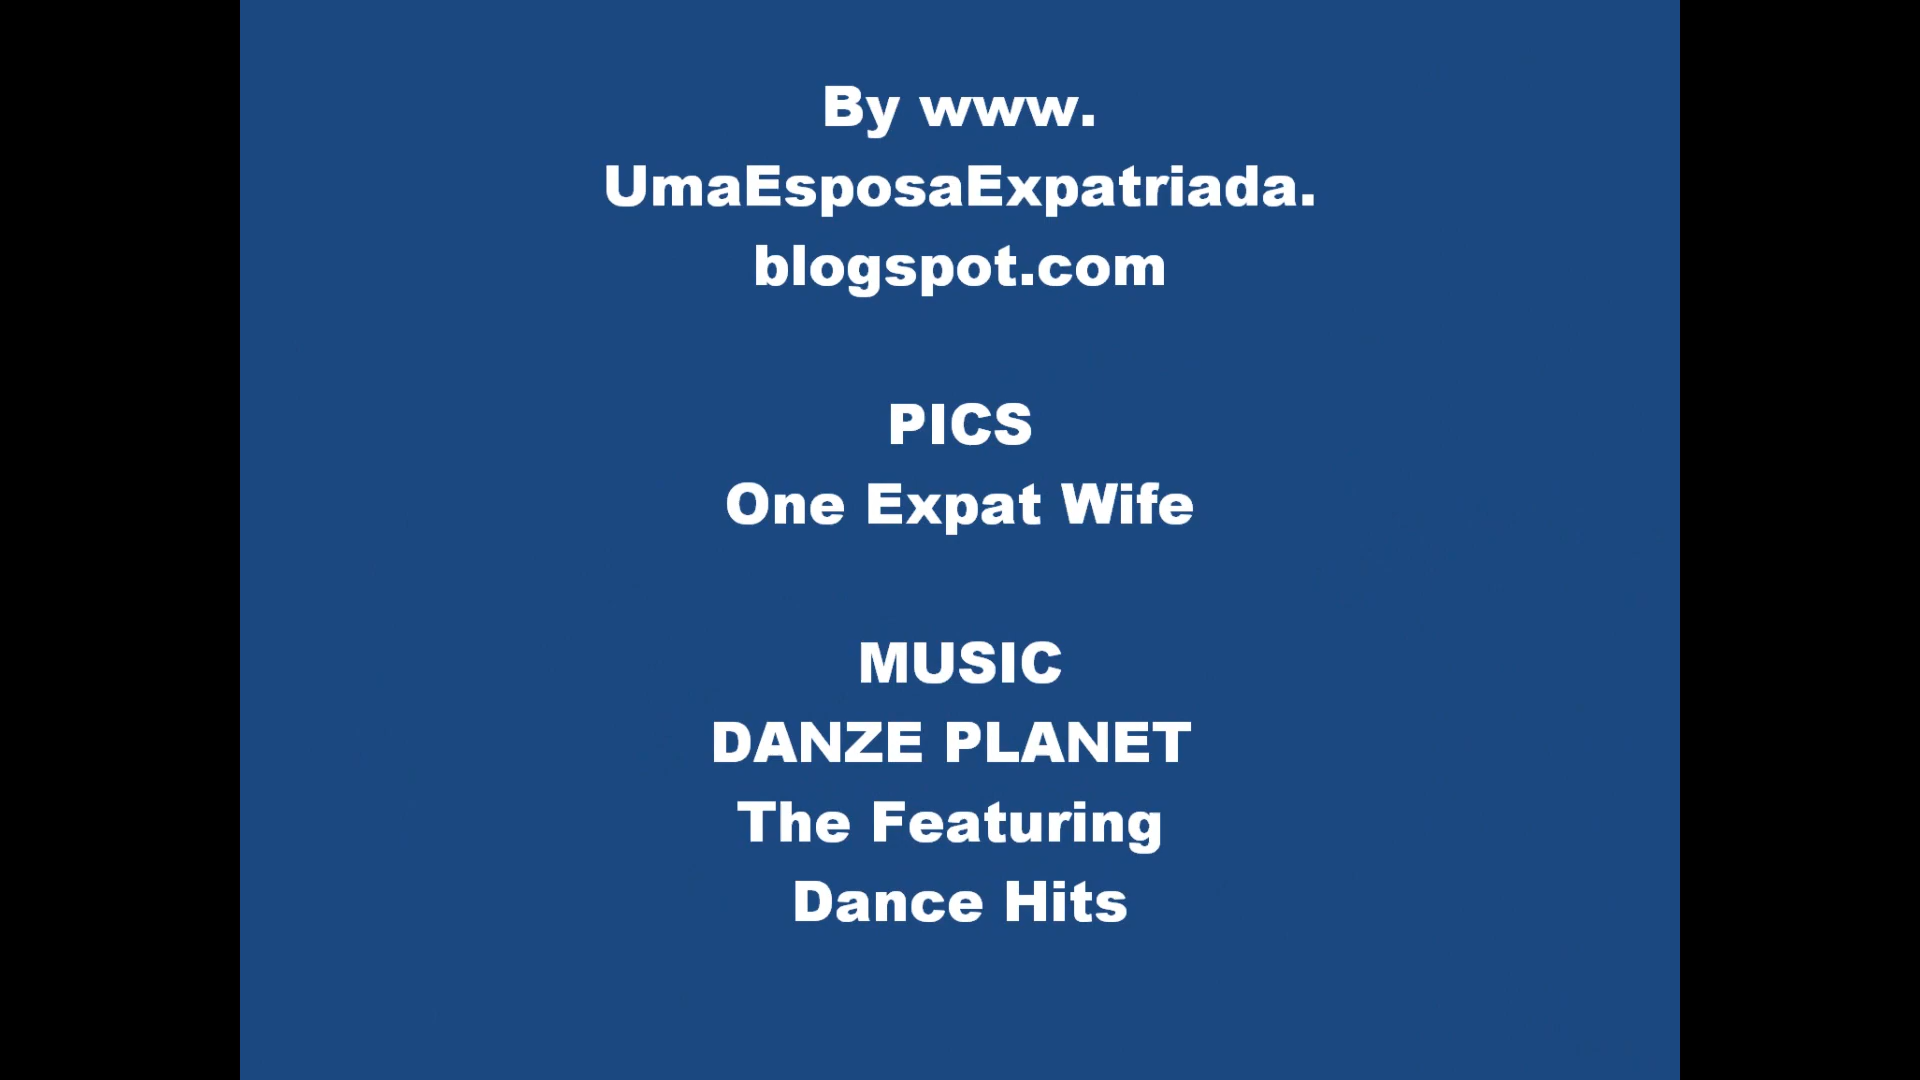 By www.
UmaEsposaExpatriada.
blogspot.com
PICS
One Expat Wife
MUSIC
DANZE PLANET
The Featuring
Dance Hits